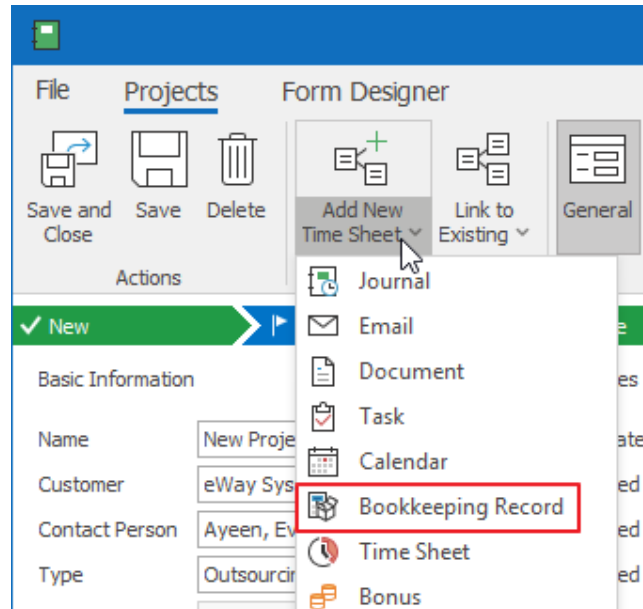 File Projects Form Designer
Save and Close
Save
Delete
Add New Time Sheet
Link to Existing
General
Actions
Journal
Email
Document
Task
Calendar
Bookkeeping Record
Time Sheet
Bonus
New
Basic Information
Name New Proje
Customer eWay Sys
Contact Person Ayeen, Ev
Type Outsourcin